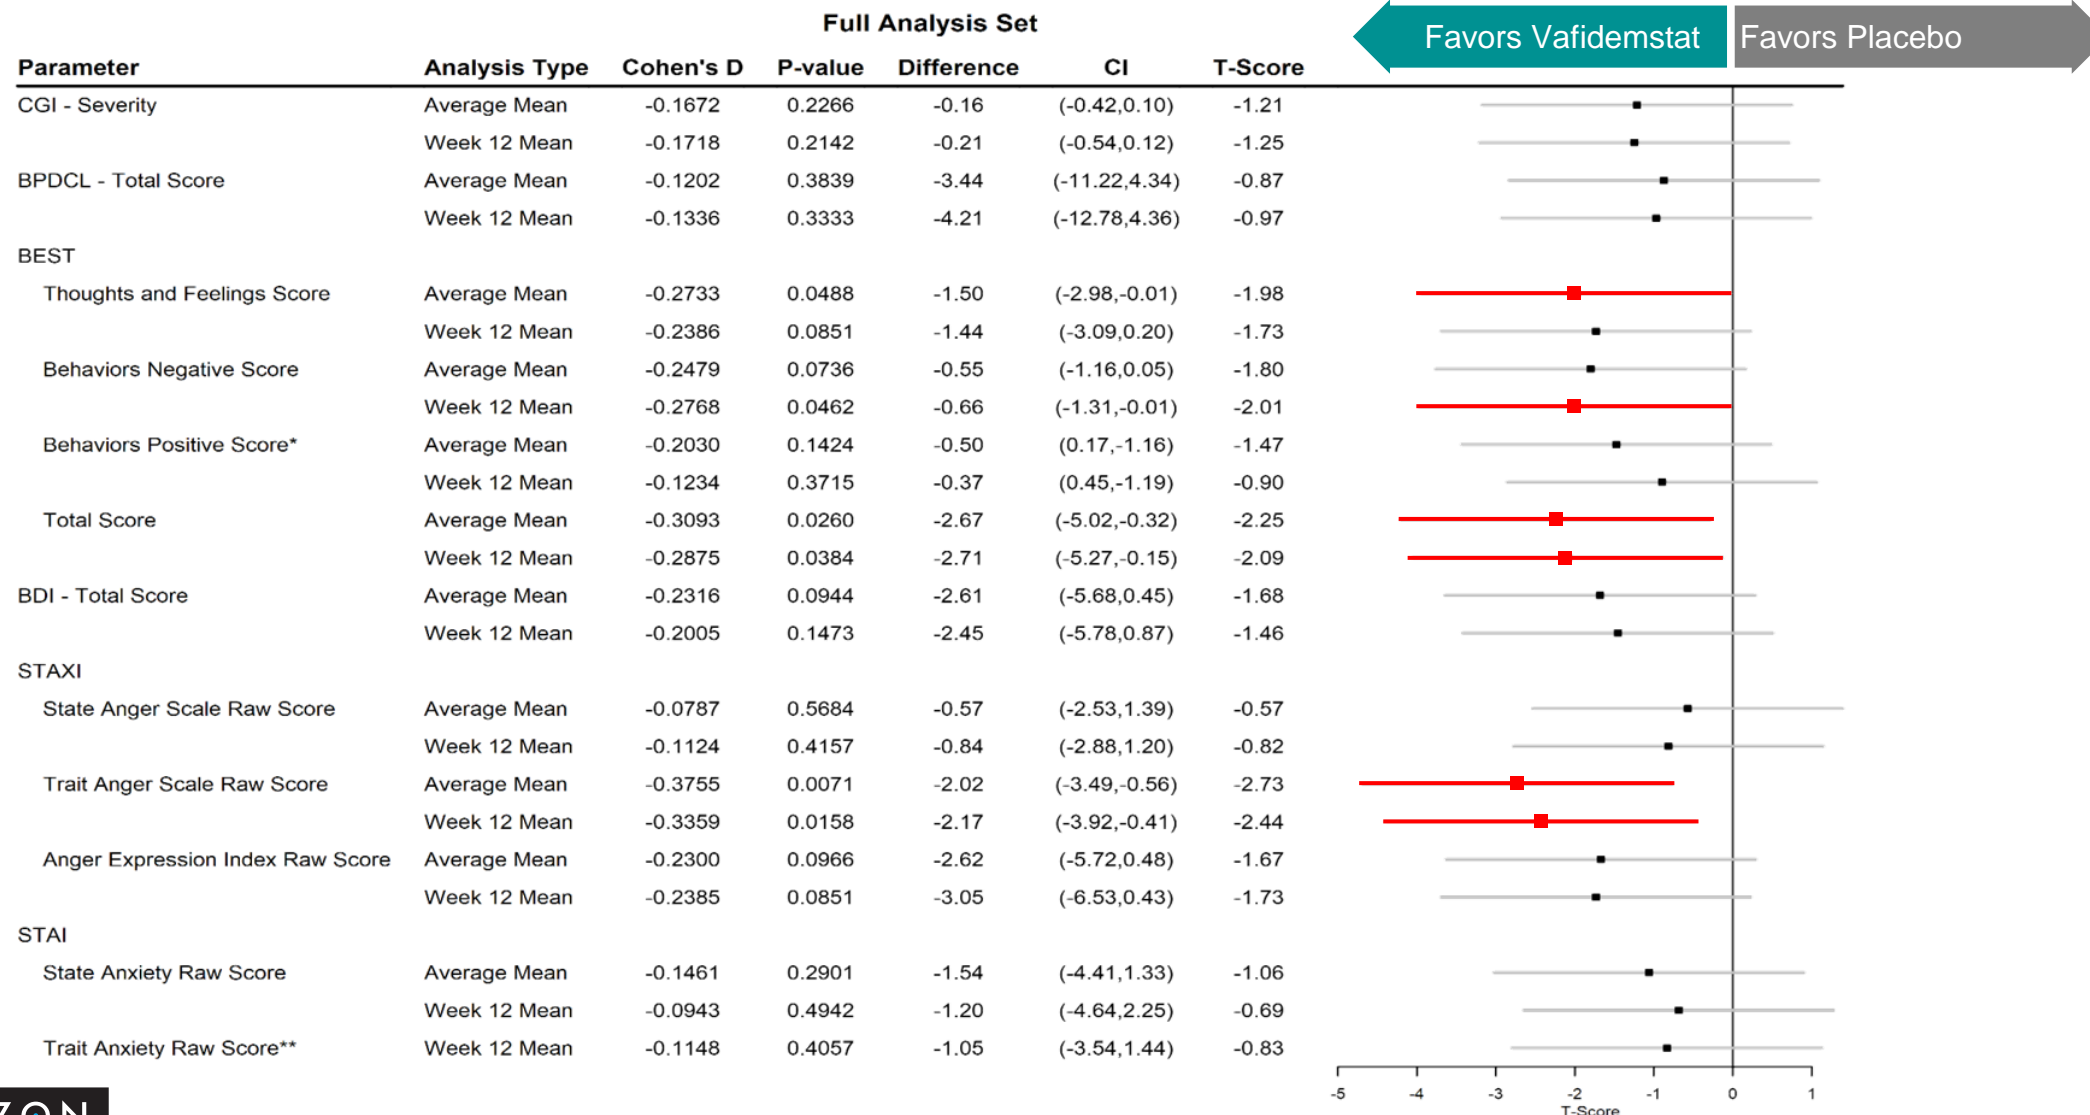 Full Analysis Set
Favors Vafidemstat Favors Placebo
Parameter Analysis Type Cohen's D P-value Difference CI T-Score
CGI - Severity Average Mean -0.1672 0.2266 -0.16 (-0.42,0.10) -1.21
Week 12 Mean -0.1718 0.2142 -0.21 (-0.54,0.12) -1.25
BPDCL - Total Score Average Mean -0.1202 0.3839 -3.44 (-11.22,4.34) -0.87
Week 12 Mean -0.1336 0.3333 -4.21 (-12.78,4.36) -0.97
BEST
Thoughts and Feelings Score Average Mean -0.2733 0.0488 -1.50 (-2.98,-0.01) -1.98
Week 12 Mean -0.2386 0.0851 -1.44 (-3.09,0.20) -1.73
Behaviors Negative Score Average Mean -0.2479 0.0736 -0.55 (-1.16,0.05) -1.80
Week 12 Mean -0.2768 0.0462 -0.66 (-1.31,-0.01) -2.01
Behaviors Positive Score* Average Mean -0.2030 0.1424 -0.50 (0.17,-1.16) -1.47
Week 12 Mean -0.1234 0.3715 -0.37 (0.45,-1.19) -0.90
Total Score Average Mean -0.3093 0.0260 -2.67 (-5.02,-0.32) -2.25
Week 12 Mean -0.2875 0.0384 -2.71 (-5.27,-0.15) -2.09
BDI - Total Score Average Mean -0.2316 0.0944 -2.61 (-5.68,0.45) -1.68
Week 12 Mean -0.2005 0.1473 -2.45 (-5.78,0.87) -1.46
STAXI
State Anger Scale Raw Score Average Mean -0.0787 0.5684 -0.57 (-2.53,1.39) -0.57
Week 12 Mean -0.1124 0.4157 -0.84 (-2.88,1.20) -0.82
Trait Anger Scale Raw Score Average Mean -0.3755 0.0071 -2.02 (-3.49,-0.56) -2.73
Week 12 Mean -0.3359 0.0158 -2.17 (-3.92,-0.41) -2.44
Anger Expression Index Raw Score Average Mean -0.2300 0.0966 -2.62 (-5.72,0.48) -1.67
Week 12 Mean -0.2385 0.0851 -3.05 (-6.53,0.43) -1.73
STAI
State Anxiety Raw Score Average Mean -0.1461 0.2901 -1.54 (-4.41,1.33) -1.06
Week 12 Mean -0.0943 0.4942 -1.20 (-4.64,2.25) -0.69
Trait Anxiety Raw Score** Week 12 Mean -0.1148 0.4057 -1.05 (-3.54,1.44) -0.83
-5 -4 -3 -2 -1 0 1
T-Score